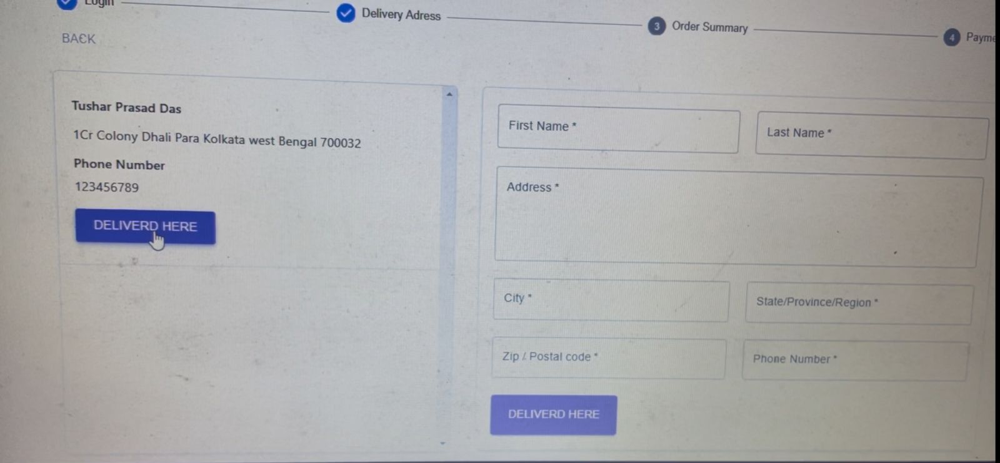 Login
Delivery Adress
3 Order Summary
4
BACK
Tushar Prasad Das
1Cr Colony Dhali Para Kolkata west Bengal 700032
Phone Number
123456789
DELIVERD HERE
First Name *
Last Name *
Address *
City *
State/Province/Region *
Zip / Postal code *
Phone Number *
DELIVERD HERE